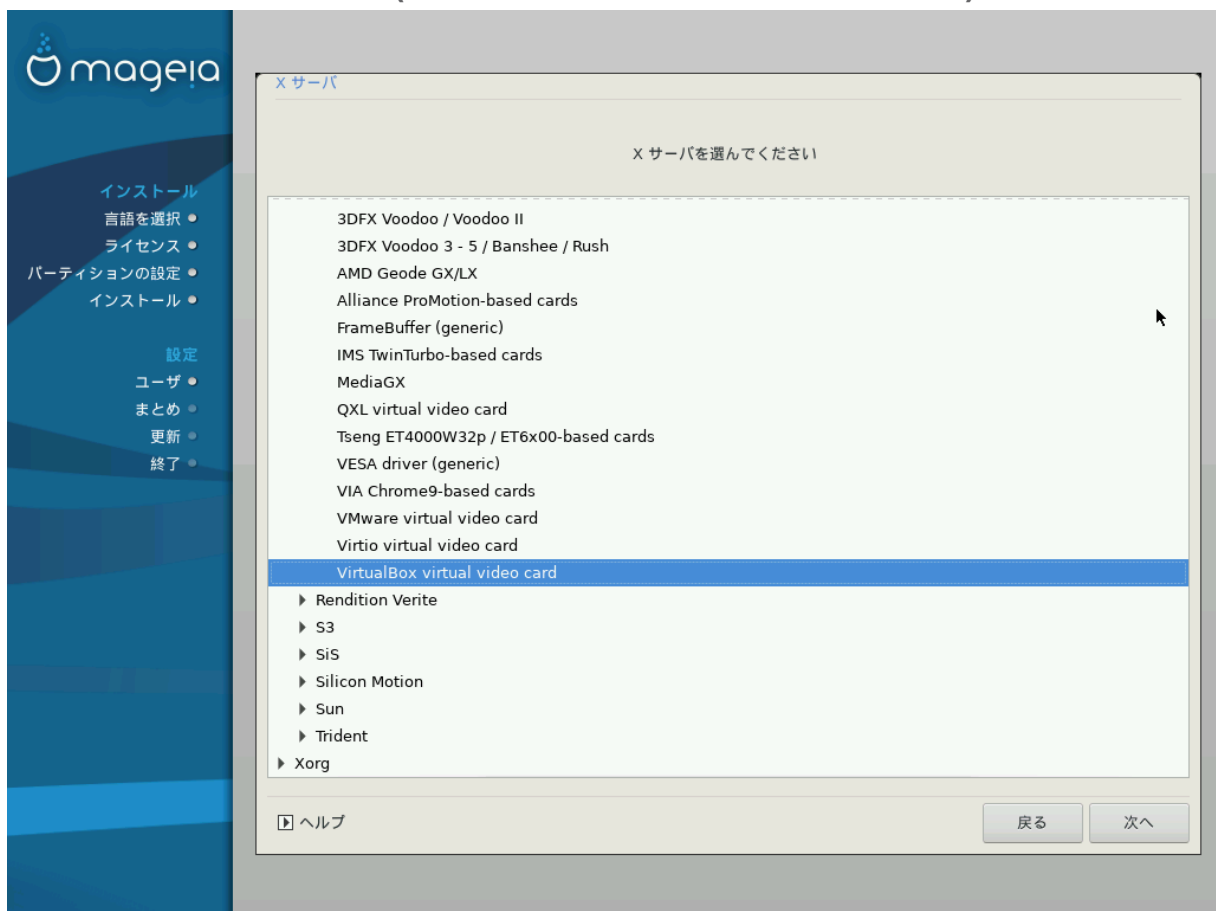 mageia
インストール
言語を選択
ライセンス
パーティションの設定
インストール
設定
ユーザ
まとめ
更新
終了
X サーバ
X サーバを選んでください
3DFX Voodoo / Voodoo II
3DFX Voodoo 3 - 5 / Banshee / Rush
AMD Geode GX/LX
Alliance ProMotion-based cards
FrameBuffer (generic)
IMS TwinTurbo-based cards
MediaGX
QXL virtual video card
Tseng ET4000W32p / ET6x00-based cards
VESA driver (generic)
VIA Chrome9-based cards
VMware virtual video card
Virtio virtual video card
VirtualBox virtual video card
Rendition Verite
S3
SiS
Silicon Motion
Sun
Trident
Xorg
ヘルプ
戻る
次へ